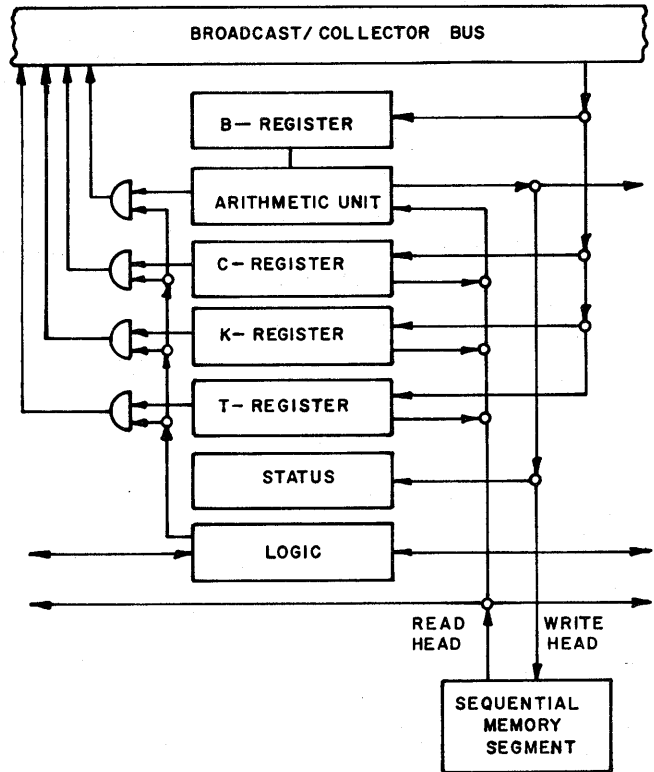 BROADCAST/COLLECTOR BUS
B— REGISTER
ARITHMETIC UNIT
C— REGISTER
K— REGISTER
T— REGISTER
STATUS
LOGIC
READ
HEAD
WRITE
HEAD
SEQUENTIAL
MEMORY
SEGMENT